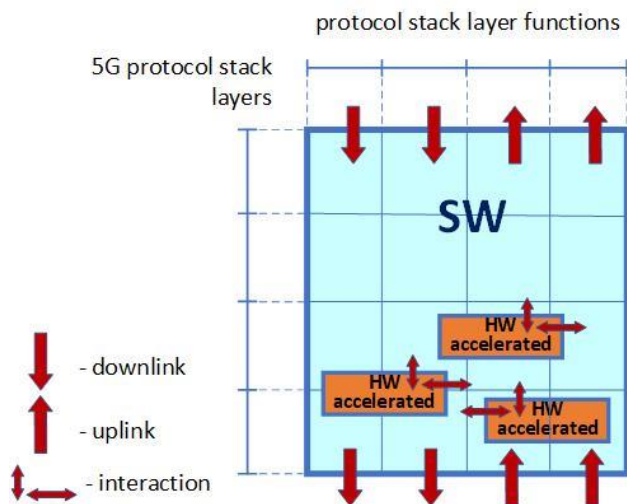 protocol stack layer functions
5G protocol stack
layers
SW
HW
accelerated
HW
accelerated
HW
accelerated
- downlink
- uplink
- interaction